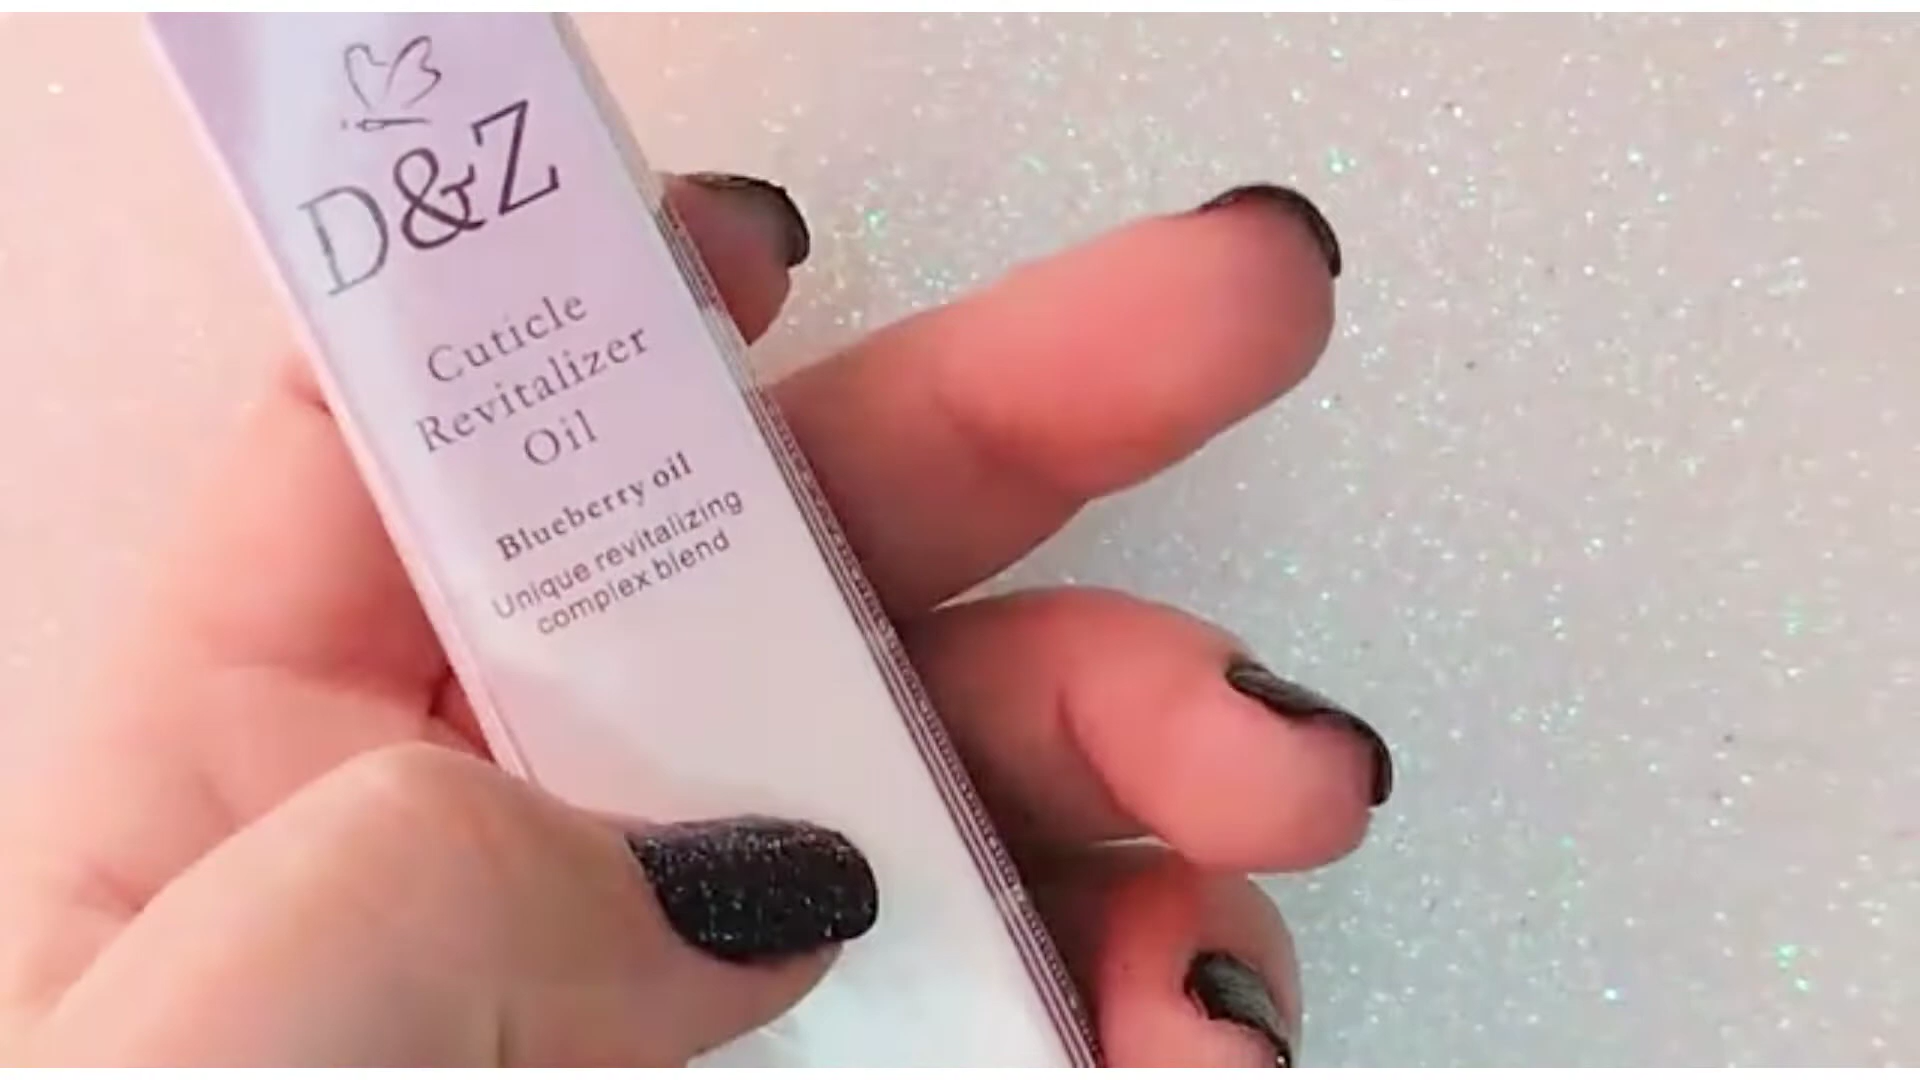 D&Z
Cuticle
Revitalizer
Oil
Blueberry oil
Unique revitalizing
complex blend